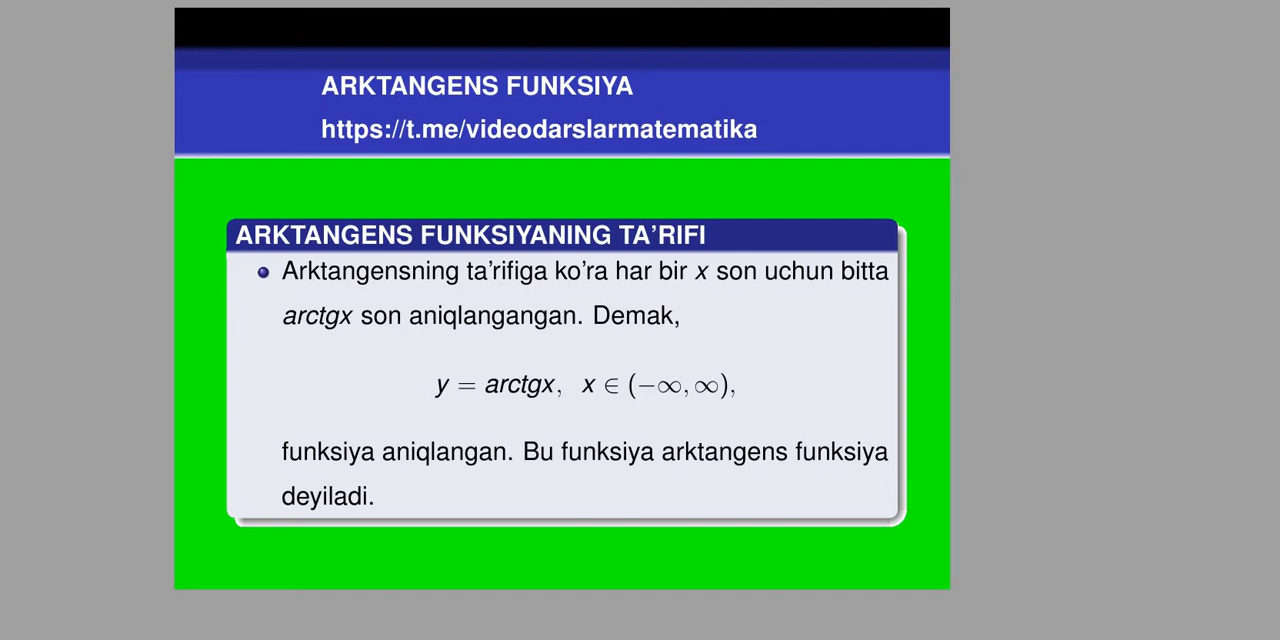 ARKTANGENS FUNKSIYA
https://t.me/videodarslarmatematika
ARKTANGENS FUNKSIYANING TA'RIFI
Arktangensning ta'rifiga ko'ra har bir x son uchun bitta
arctgx son aniqlangangan. Demak,
y = arctgx, x ∈ (−∞, ∞),
funksiya aniqlangan. Bu funksiya arktangens funksiya
deyiladi.